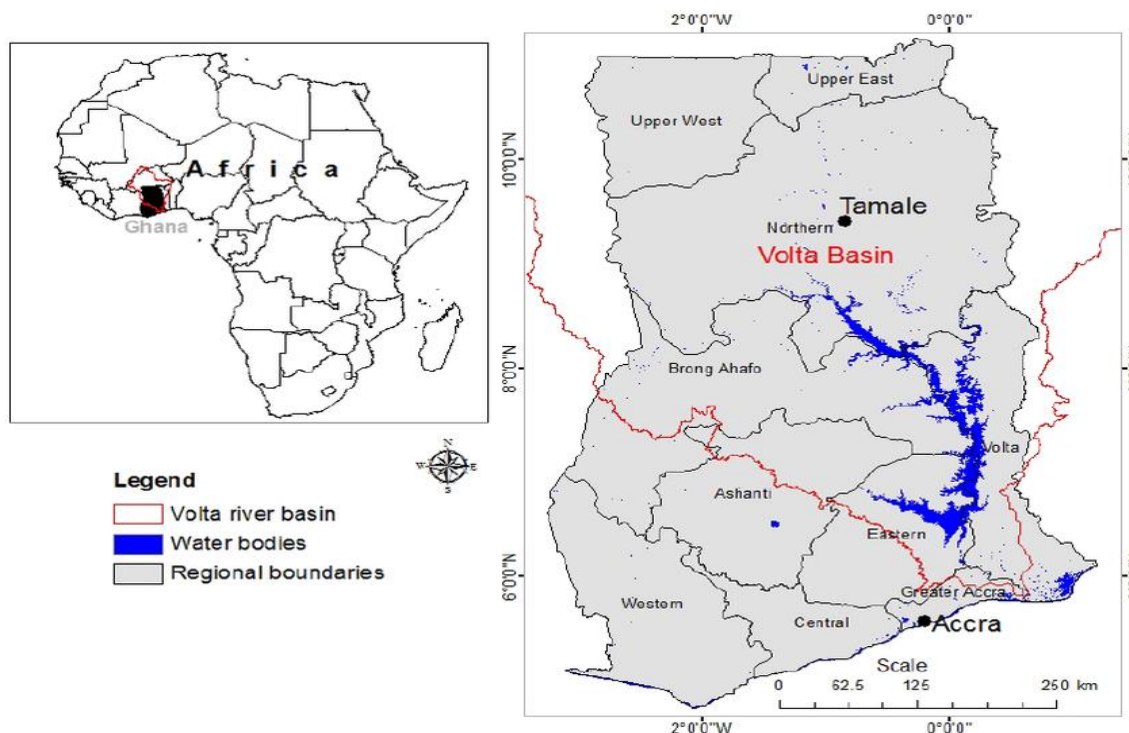 Africa
Ghana
N
W E
S
Legend
Volta river basin
Water bodies
Regional boundaries
2°0'0"W 0°0'0"
10°0'0"N
8°0'0"N
6°0'0"N
Upper East
Upper West
Tamale
Northern
Volta Basin
Brong Ahafo
Volta
Ashanti
Eastern
Greater Accra
Western
Central
Accra
Scale
0 62.5 125 250 km
2°0'0"W 0°0'0"